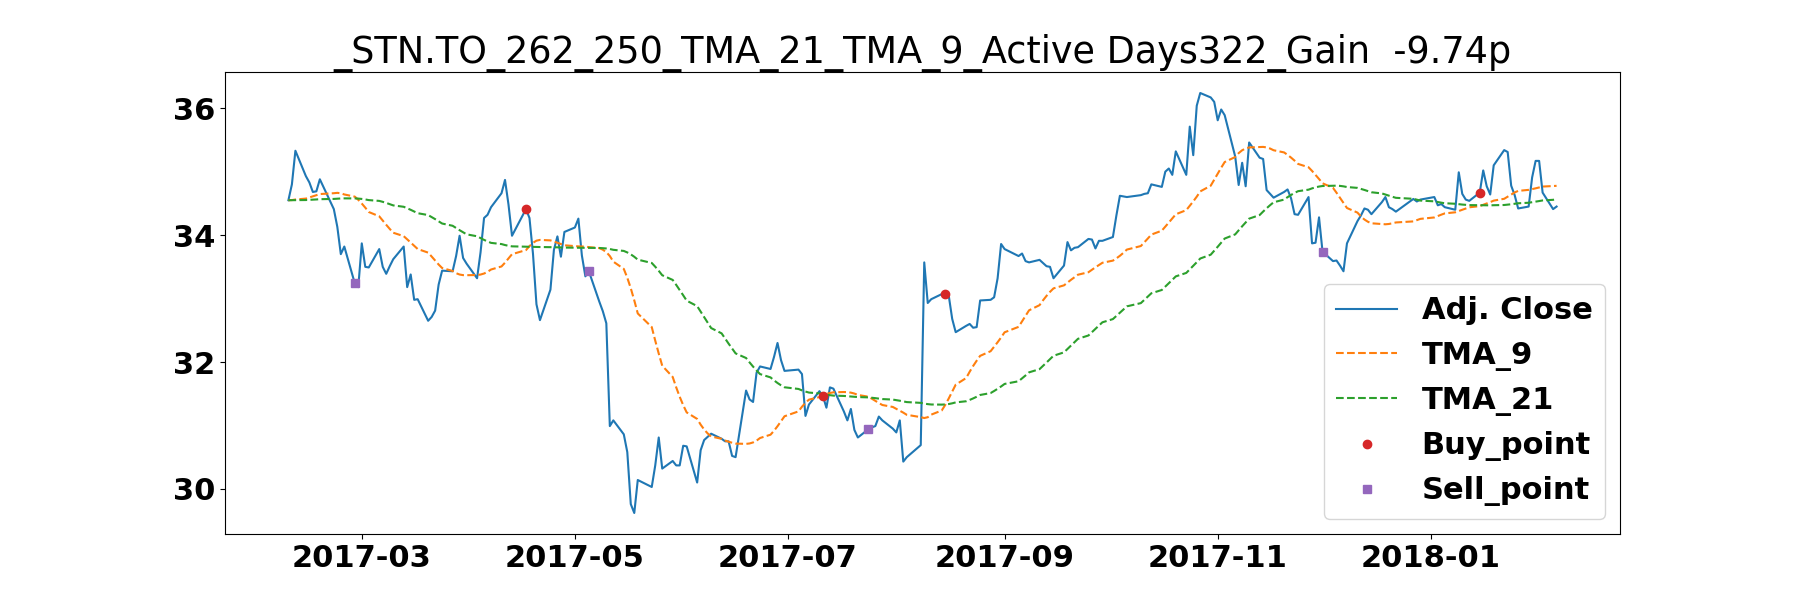 _STN.TO_262_250_TMA_21_TMA_9_Active Days322_Gain  -9.74p
36
34
32
30
2017-03 2017-05 2017-07 2017-09 2017-11 2018-01
Adj. Close
TMA_9
TMA_21
Buy_point
Sell_point